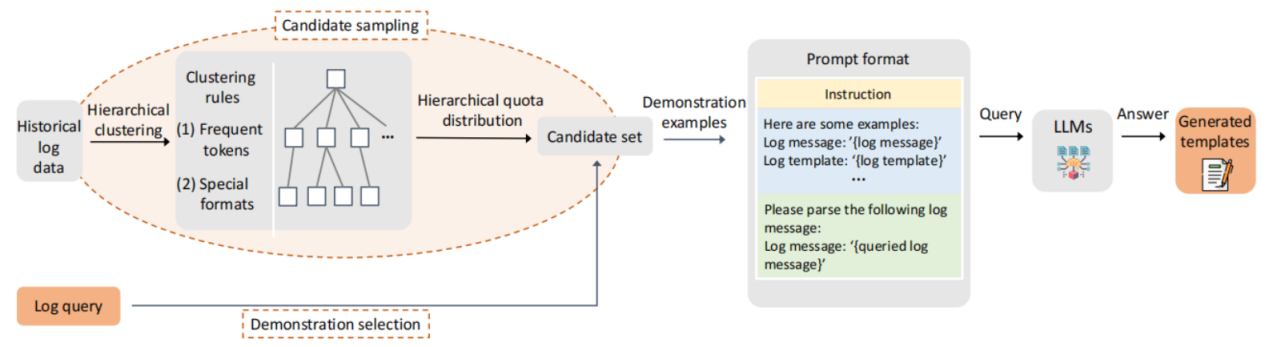 Candidate sampling
Historical
log
data
Hierarchical
clustering
Clustering
rules
(1) Frequent
tokens
(2) Special
formats
...
Hierarchical quota
distribution
Candidate set
Demonstration
examples
Prompt format
Instruction
Here are some examples:
Log message: ‘{log message}’
Log template: ‘{log template}’
...
Please parse the following log
message:
Log message: ‘{queried log
message}’
Query
LLMs
Answer
Generated
templates
Log query
Demonstration selection